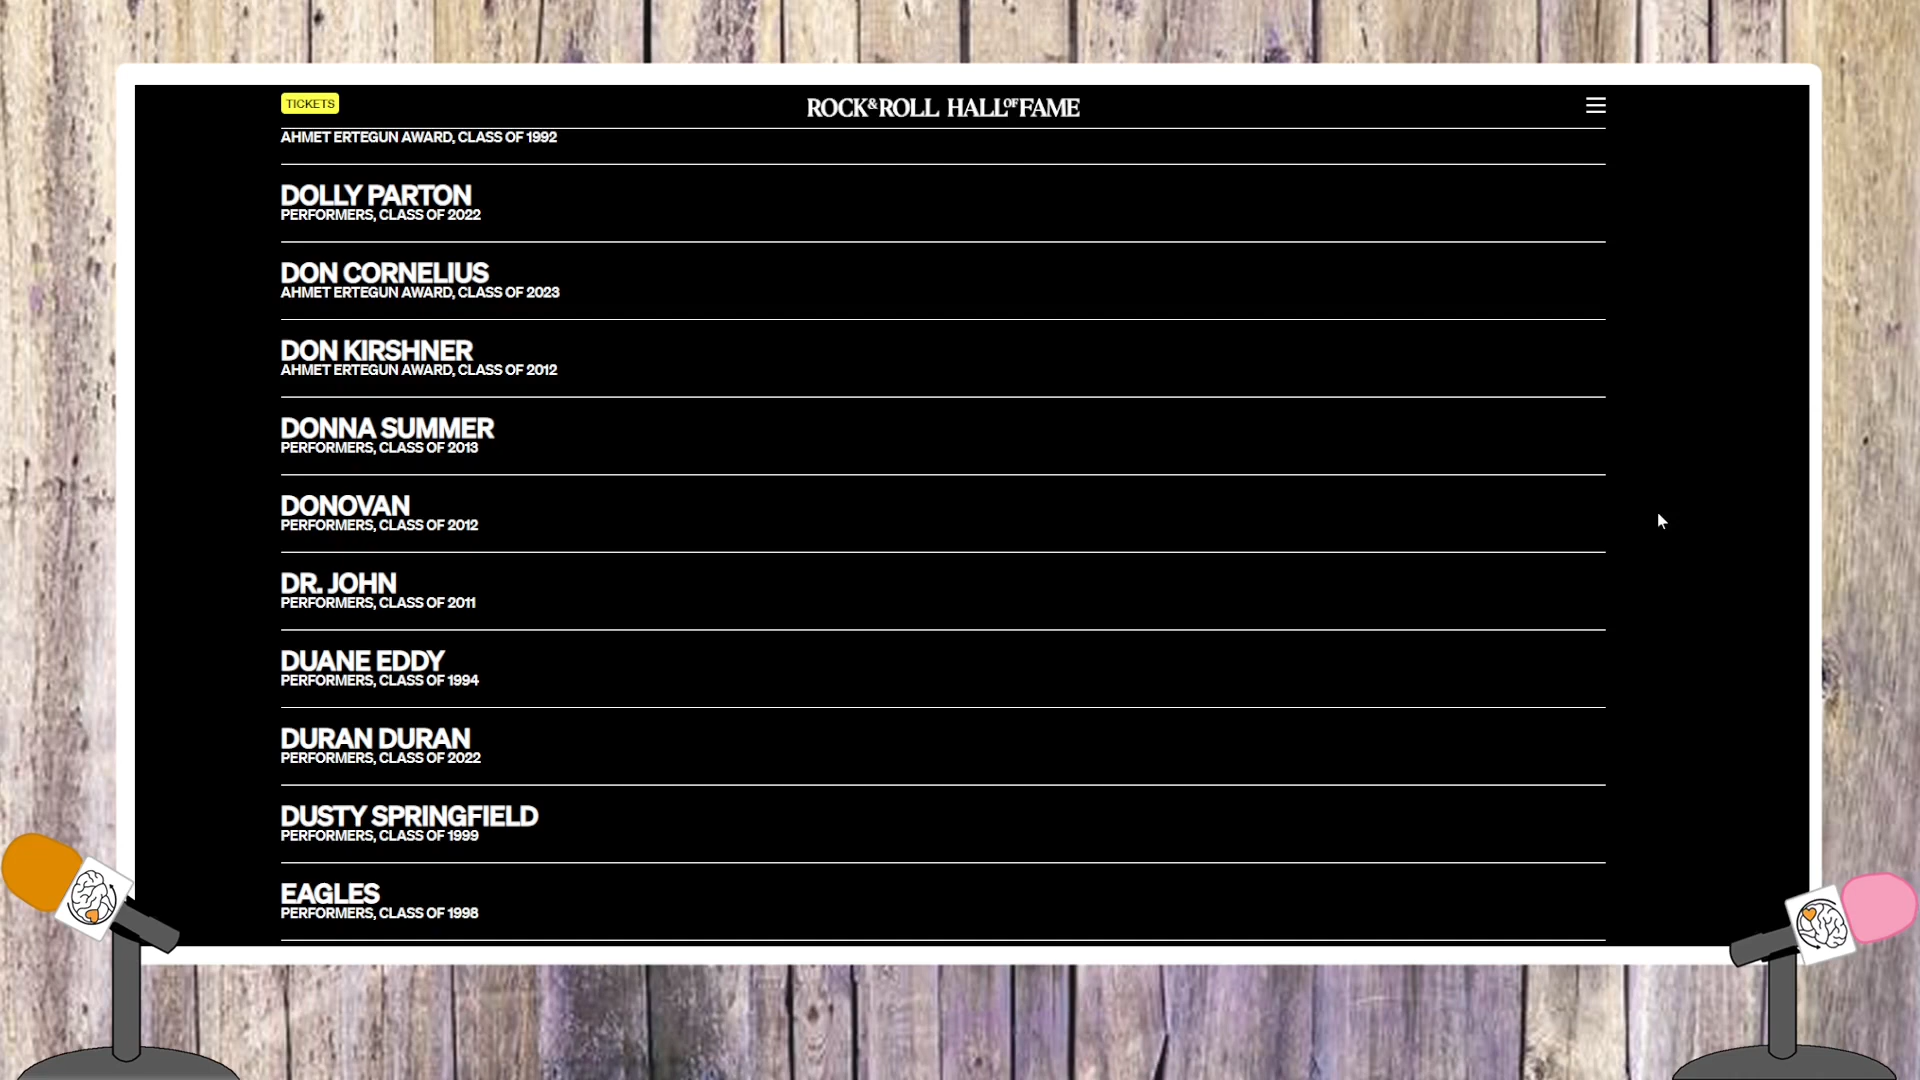 TICKETS
ROCK&ROLL HALL OF FAME
AHMET ERTEGUN AWARD, CLASS OF 1992
DOLLY PARTON
PERFORMERS, CLASS OF 2022
DON CORNELIUS
AHMET ERTEGUN AWARD, CLASS OF 2023
DON KIRSHNER
AHMET ERTEGUN AWARD, CLASS OF 2012
DONNA SUMMER
PERFORMERS, CLASS OF 2013
DONOVAN
PERFORMERS, CLASS OF 2012
DR. JOHN
PERFORMERS, CLASS OF 2011
DUANE EDDY
PERFORMERS, CLASS OF 1994
DURAN DURAN
PERFORMERS, CLASS OF 2022
DUSTY SPRINGFIELD
PERFORMERS, CLASS OF 1999
EAGLES
PERFORMERS, CLASS OF 1998